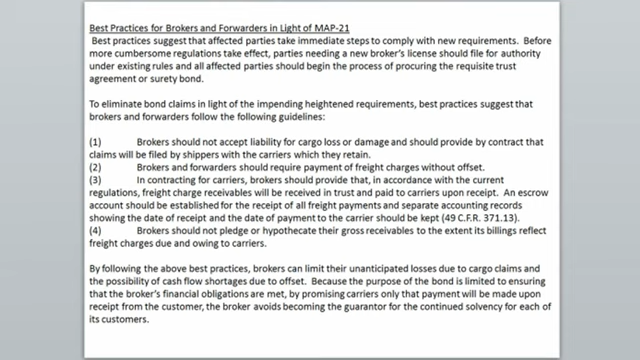 Best Practices for Brokers and Forwarders in Light of MAP-21
Best practices suggest that affected parties take immediate steps to comply with new requirements. Before
more cumbersome regulations take effect, parties needing a new broker's license should file for authority
under existing rules and all affected parties should begin the process of procuring the requisite trust
agreement or surety bond.
To eliminate bond claims in light of the impending heightened requirements, best practices suggest that
brokers and forwarders follow the following guidelines:
(1) Brokers should not accept liability for cargo loss or damage and should provide by contract that
claims will be filed by shippers with the carriers which they retain.
(2) Brokers and forwarders should require payment of freight charges without offset.
(3) In contracting for carriers, brokers should provide that, in accordance with the current
regulations, freight charge receivables will be received in trust and paid to carriers upon receipt. An escrow
account should be established for the receipt of all freight payments and separate accounting records
showing the date of receipt and the date of payment to the carrier should be kept (49 C.F.R. 371.13).
(4) Brokers should not pledge or hypothecate their gross receivables to the extent its billings reflect
freight charges due and owing to carriers.
By following the above best practices, brokers can limit their unanticipated losses due to cargo claims and
the possibility of cash flow shortages due to offset. Because the purpose of the bond is limited to ensuring
that the broker's financial obligations are met, by promising carriers only that payment will be made upon
receipt from the customer, the broker avoids becoming the guarantor for the continued solvency for each of
its customers.